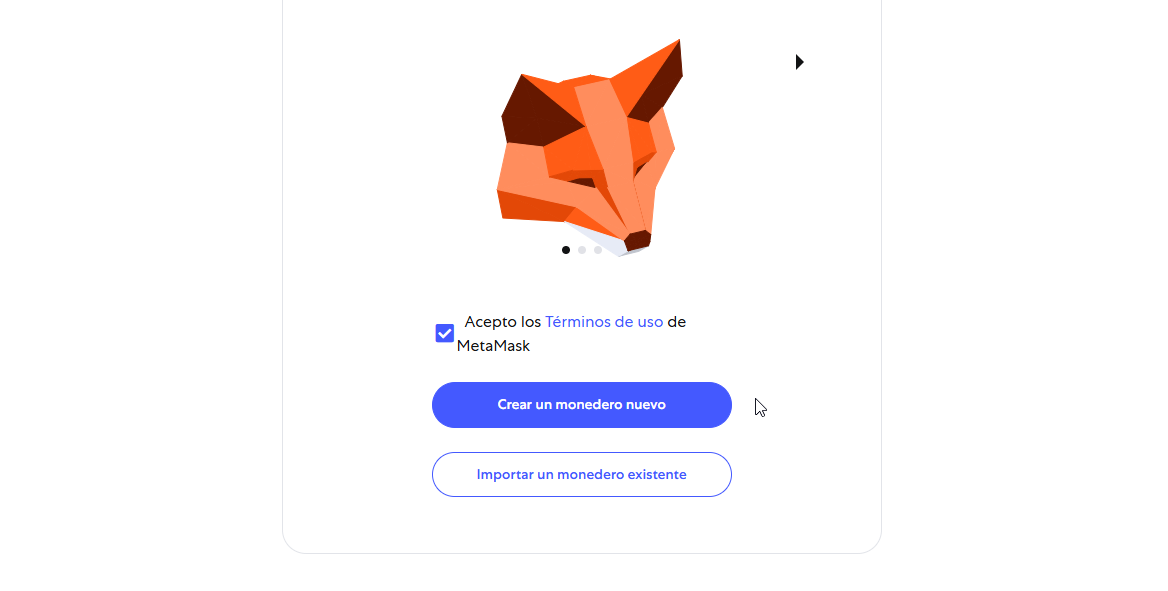 Acepto los Términos de uso de
MetaMask
Crear un monedero nuevo
Importar un monedero existente